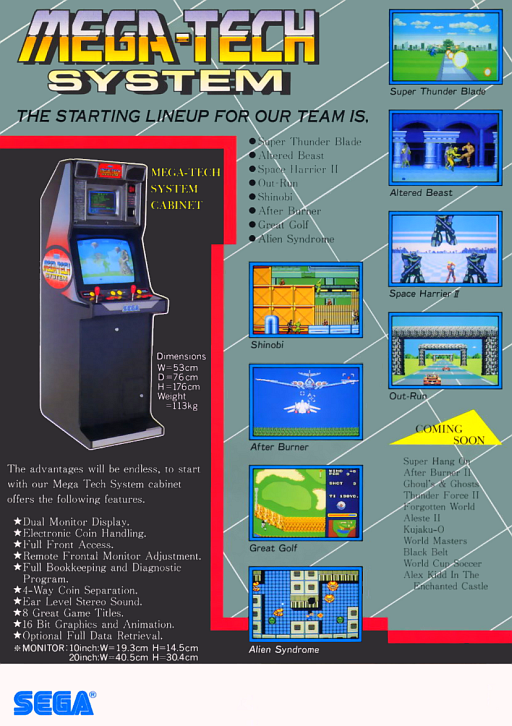 MEGA-TECH
SYSTEM
THE STARTING LINEUP FOR OUR TEAM IS,
● Super Thunder Blade
● Altered Beast
● Space Harrier II
● Out-Run
● Shinobi
● After Burner
● Great Golf
● Alien Syndrome
MEGA-TECH
SYSTEM
CABINET
Dimensions
W=53cm
D=76cm
H=176cm
Weight
=113kg
Super Thunder Blade
Altered Beast
Space Harrier II
Out-Run
Shinobi
After Burner
Great Golf
Alien Syndrome
COMING
SOON
Super Hang On
After Burner II
Ghoul's & Ghosts
Thunder Force II
Forgotten World
Aleste II
Kujaku-O
World Masters
Black Belt
World Cup Soccer
Alex Kidd In The
Enchanted Castle
The advantages will be endless, to start
with our Mega Tech System cabinet
offers the following features.
★Dual Monitor Display.
★Electronic Coin Handling.
★Full Front Access.
★Remote Frontal Monitor Adjustment.
★Full Bookkeeping and Diagnostic
Program.
★4-Way Coin Separation.
★Ear Level Stereo Sound.
★8 Great Game Titles.
★16 Bit Graphics and Animation.
★Optional Full Data Retrieval.
※MONITOR:10inch:W=19.3cm H=14.5cm
20inch:W=40.5cm H=30.4cm
SEGA®